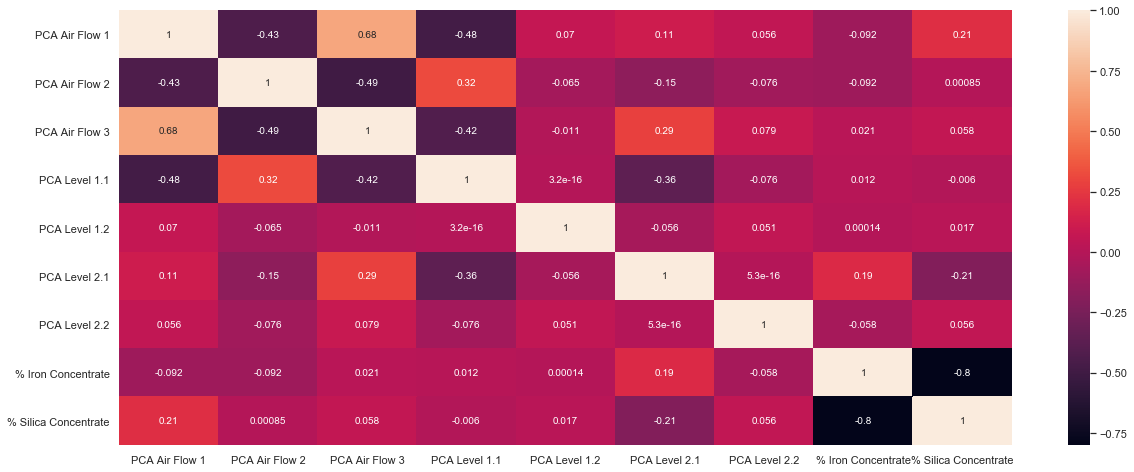 PCA Air Flow 1 1 -0.43 0.68 -0.48 0.07 0.11 0.056 -0.092 0.21 1.00
PCA Air Flow 2 -0.43 1 -0.49 0.32 -0.065 -0.15 -0.076 -0.092 0.00085 0.75
PCA Air Flow 3 0.68 -0.49 1 -0.42 -0.011 0.29 0.079 0.021 0.058 0.50
PCA Level 1.1 -0.48 0.32 -0.42 1 3.2e-16 -0.36 -0.076 0.012 -0.006 0.25
PCA Level 1.2 0.07 -0.065 -0.011 3.2e-16 1 -0.056 0.051 0.00014 0.017 0.00
PCA Level 2.1 0.11 -0.15 0.29 -0.36 -0.056 1 5.3e-16 0.19 -0.21 -0.25
PCA Level 2.2 0.056 -0.076 0.079 -0.076 0.051 5.3e-16 1 -0.058 0.056
% Iron Concentrate -0.092 -0.092 0.021 0.012 0.00014 0.19 -0.058 1 -0.8 -0.50
% Silica Concentrate 0.21 0.00085 0.058 -0.006 0.017 -0.21 0.056 -0.8 1 -0.75
PCA Air Flow 1 PCA Air Flow 2 PCA Air Flow 3 PCA Level 1.1 PCA Level 1.2 PCA Level 2.1 PCA Level 2.2 % Iron Concentrate % Silica Concentrate